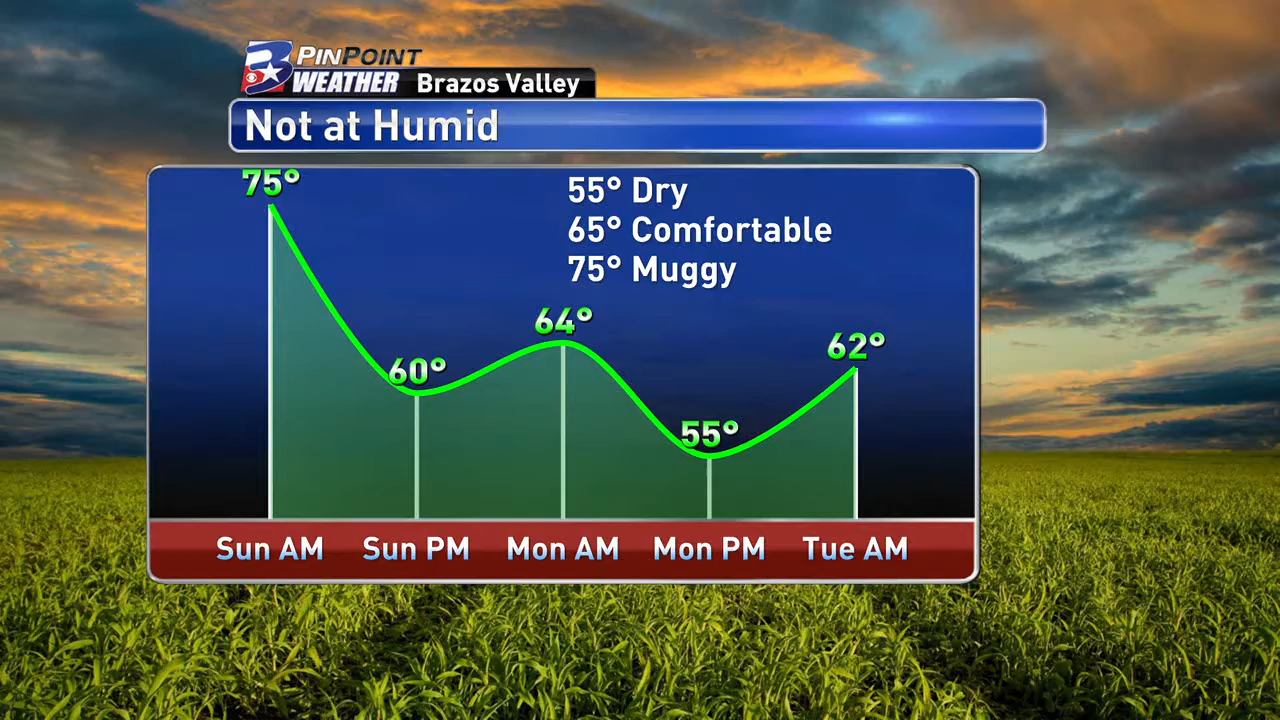 3 PINPOINT
WEATHER Brazos Valley
Not at Humid
75°
60°
64°
55°
62°
55° Dry
65° Comfortable
75° Muggy
Sun AM Sun PM Mon AM Mon PM Tue AM